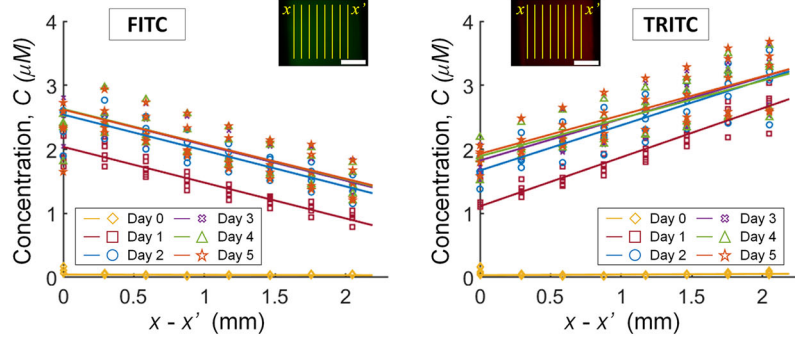 FITC
x x'
Concentration, C (μM)
4
3
2
1
0
Day 0
Day 1
Day 2
Day 3
Day 4
Day 5
0 0.5 1 1.5 2
x - x' (mm)
TRITC
x x'
Concentration, C (μM)
4
3
2
1
0
Day 0
Day 1
Day 2
Day 3
Day 4
Day 5
0 0.5 1 1.5 2
x - x' (mm)